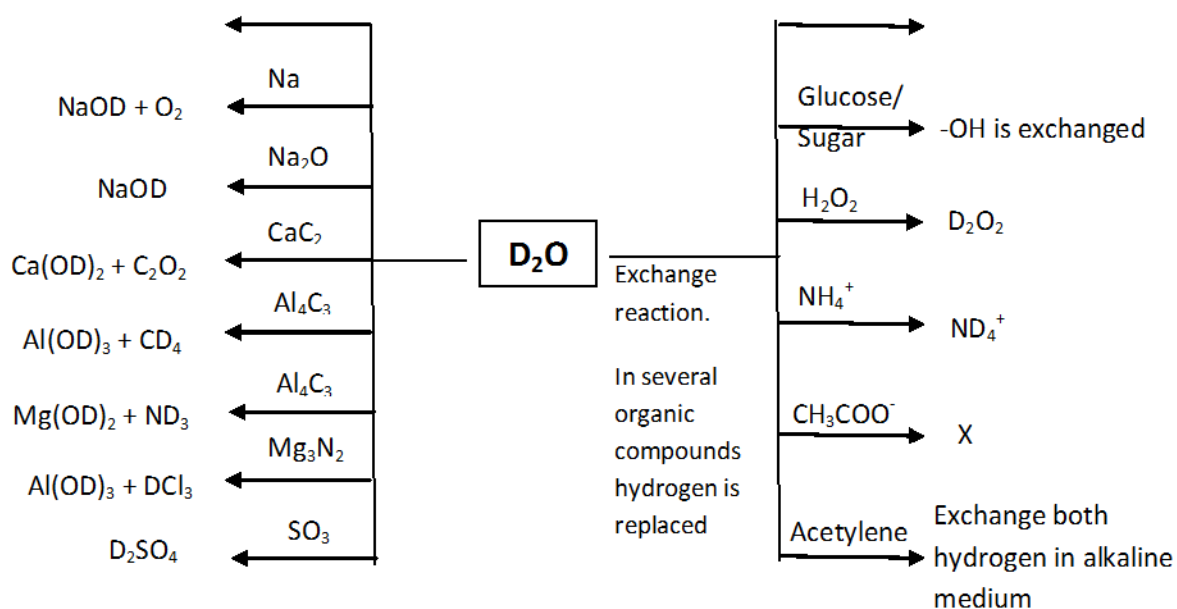 Na
NaOD + O₂
Na₂O
NaOD
CaC₂
Ca(OD)₂ + C₂O₂
Al₄C₃
Al(OD)₃ + CD₄
Al₄C₃
Mg(OD)₂ + ND₃
Mg₃N₂
Al(OD)₃ + DCl₃
SO₃
D₂SO₄
D₂O
Exchange
reaction.
In several
organic
compounds
hydrogen is
replaced
Glucose/
Sugar
-OH is exchanged
H₂O₂
D₂O₂
NH₄⁺
ND₄⁺
CH₃COO⁻
X
Acetylene
Exchange both
hydrogen in alkaline
medium